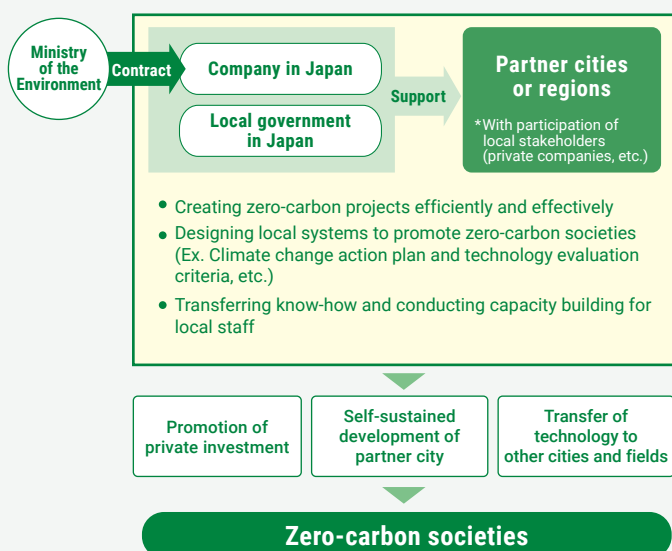 Ministry
of the
Environment
Contract
Company in Japan
Local government
in Japan
Support
Partner cities
or regions
*With participation of
local stakeholders
(private companies, etc.)
• Creating zero-carbon projects efficiently and effectively
• Designing local systems to promote zero-carbon societies
(Ex. Climate change action plan and technology evaluation
criteria, etc.)
• Transferring know-how and conducting capacity building for
local staff
Promotion of
private investment
Self-sustained
development of
partner city
Transfer of
technology to
other cities and fields
Zero-carbon societies